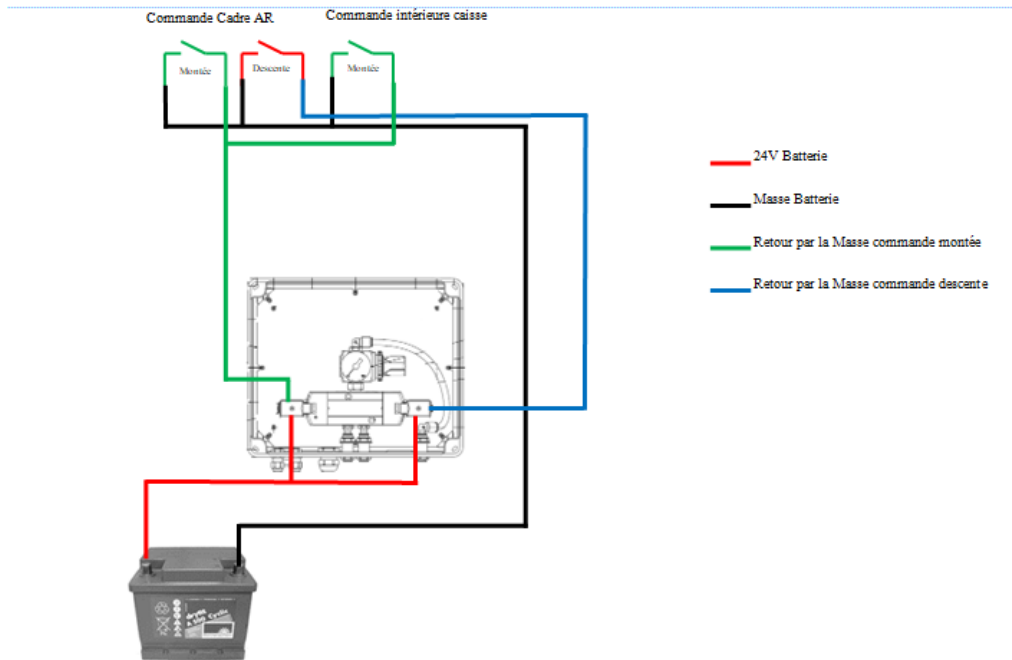 Commande Cadre AR
Commande intérieure caisse
Montée
Descente
Montée
24V Batterie
Masse Batterie
Retour par la Masse commande montée
Retour par la Masse commande descente